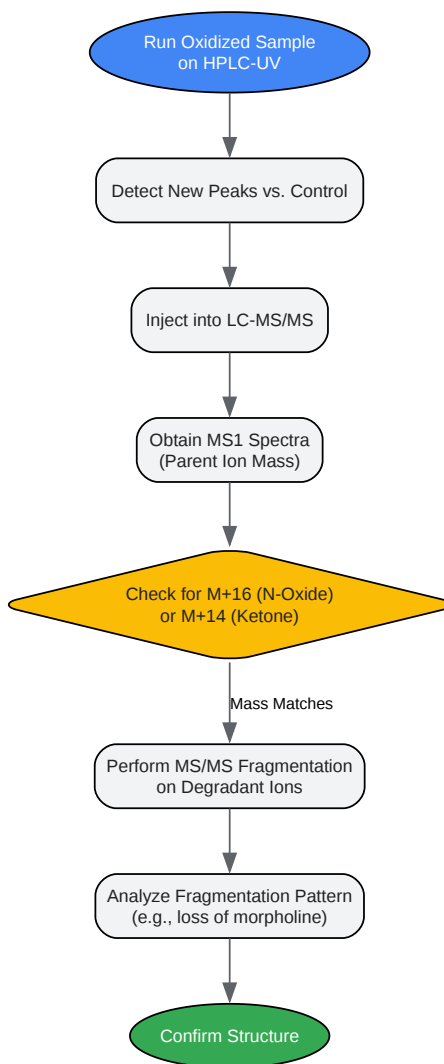 Run Oxidized Sample
on HPLC-UV
Detect New Peaks vs. Control
Inject into LC-MS/MS
Obtain MS1 Spectra
(Parent Ion Mass)
Check for M+16 (N-Oxide)
or M+14 (Ketone)
Mass Matches
Perform MS/MS Fragmentation
on Degradant Ions
Analyze Fragmentation Pattern
(e.g., loss of morpholine)
Confirm Structure